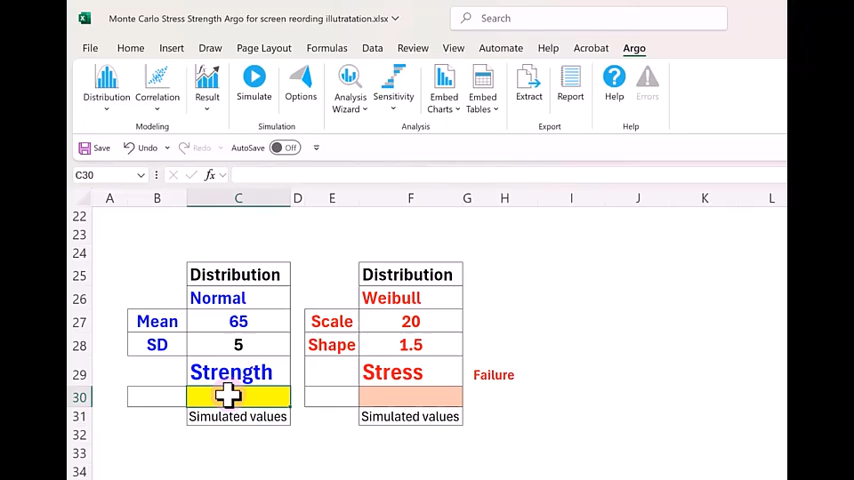 Monte Carlo Stress Strength Argo for screen reording illutratation.xlsx
Search
File Home Insert Draw Page Layout Formulas Data Review View Automate Help Acrobat Argo
Distribution Correlation Result Simulate Options Analysis Wizard Sensitivity Embed Charts Embed Tables Extract Report Help Errors
Modeling Simulation Analysis Export Help
Save Undo Redo AutoSave Off
C30 fx
A B C D E F G H I J K L
22
23
24
25 Distribution Distribution
26 Normal Weibull
27 Mean 65 Scale 20
28 SD 5 Shape 1.5
29 Strength Stress Failure
30
31 Simulated values Simulated values
32
33
34